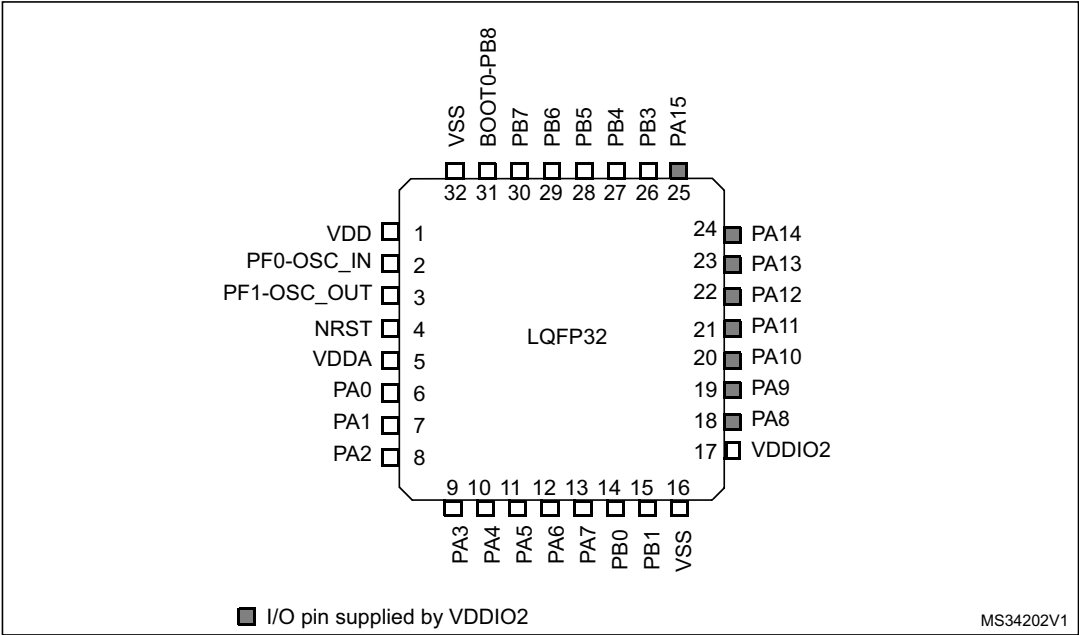 VSS
BOOT0-PB8
PB7
PB6
PB5
PB4
PB3
PA15
32 31 30 29 28 27 26 25
VDD 1
PF0-OSC_IN 2
PF1-OSC_OUT 3
NRST 4
VDDA 5
PA0 6
PA1 7
PA2 8
LQFP32
24 PA14
23 PA13
22 PA12
21 PA11
20 PA10
19 PA9
18 PA8
17 VDDIO2
9 10 11 12 13 14 15 16
PA3
PA4
PA5
PA6
PA7
PB0
PB1
VSS
I/O pin supplied by VDDIO2
MS34202V1